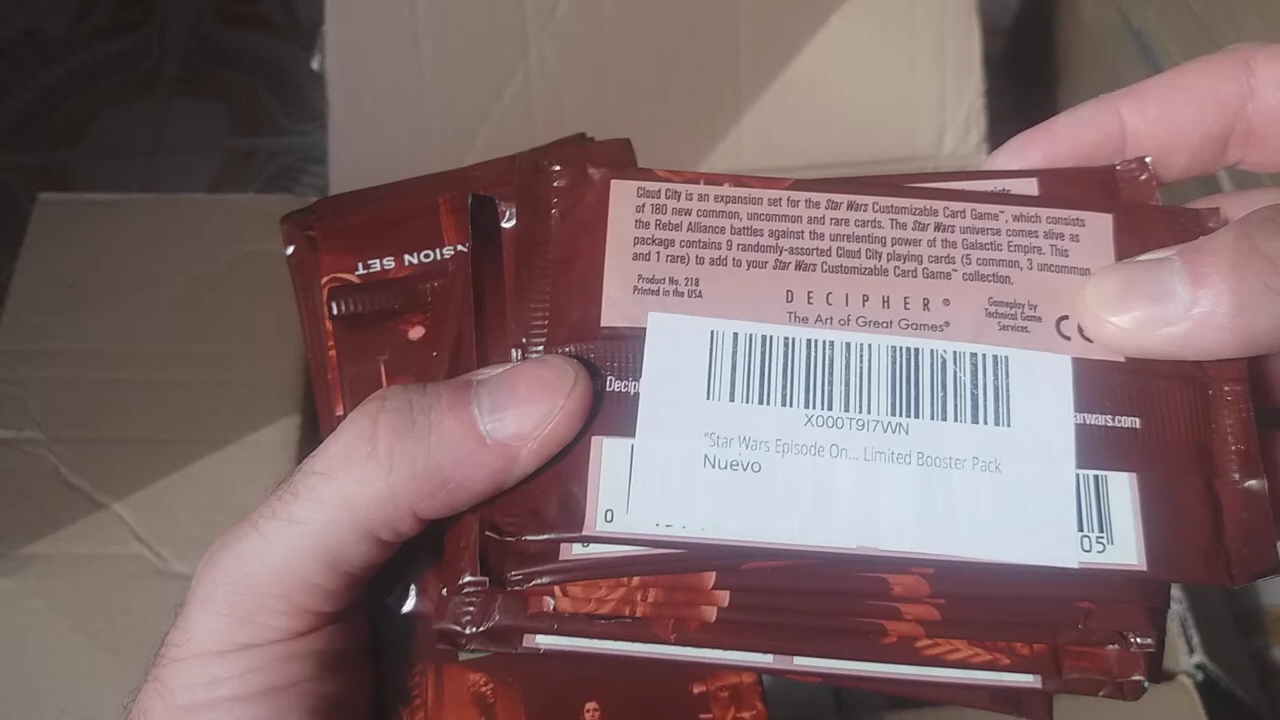 Cloud City is an expansion set for the Star Wars Customizable Card Game™, which consists
of 180 new common, uncommon and rare cards. The Star Wars universe comes alive as
the Rebel Alliance battles against the unrelenting power of the Galactic Empire. This
package contains 9 randomly-assorted Cloud City playing cards (5 common, 3 uncommon
and 1 rare) to add to your Star Wars Customizable Card Game™ collection.
Product No. 218
Printed in the USA
DECIPHER®
The Art of Great Games®
Gameplay by
Technical Game
Services.
CE
NSION SET
Decipl
arwars.com
X000T9I7WN
"Star Wars Episode On... Limited Booster Pack
Nuevo
0
05